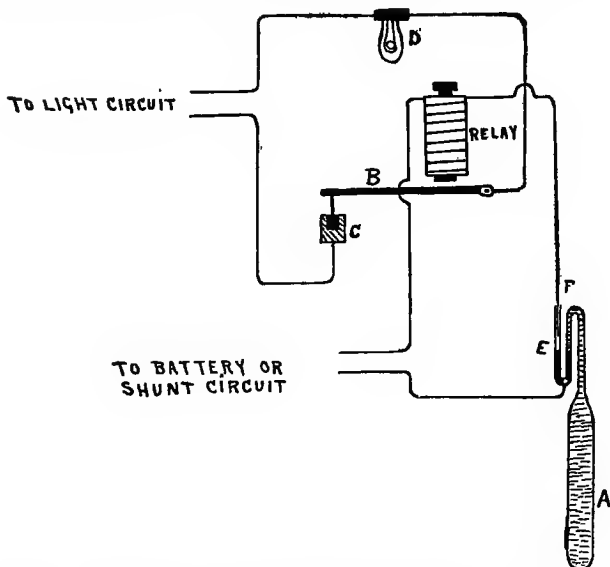 D
TO LIGHT CIRCUIT
RELAY
B
C
F
E
TO BATTERY OR
SHUNT CIRCUIT
A